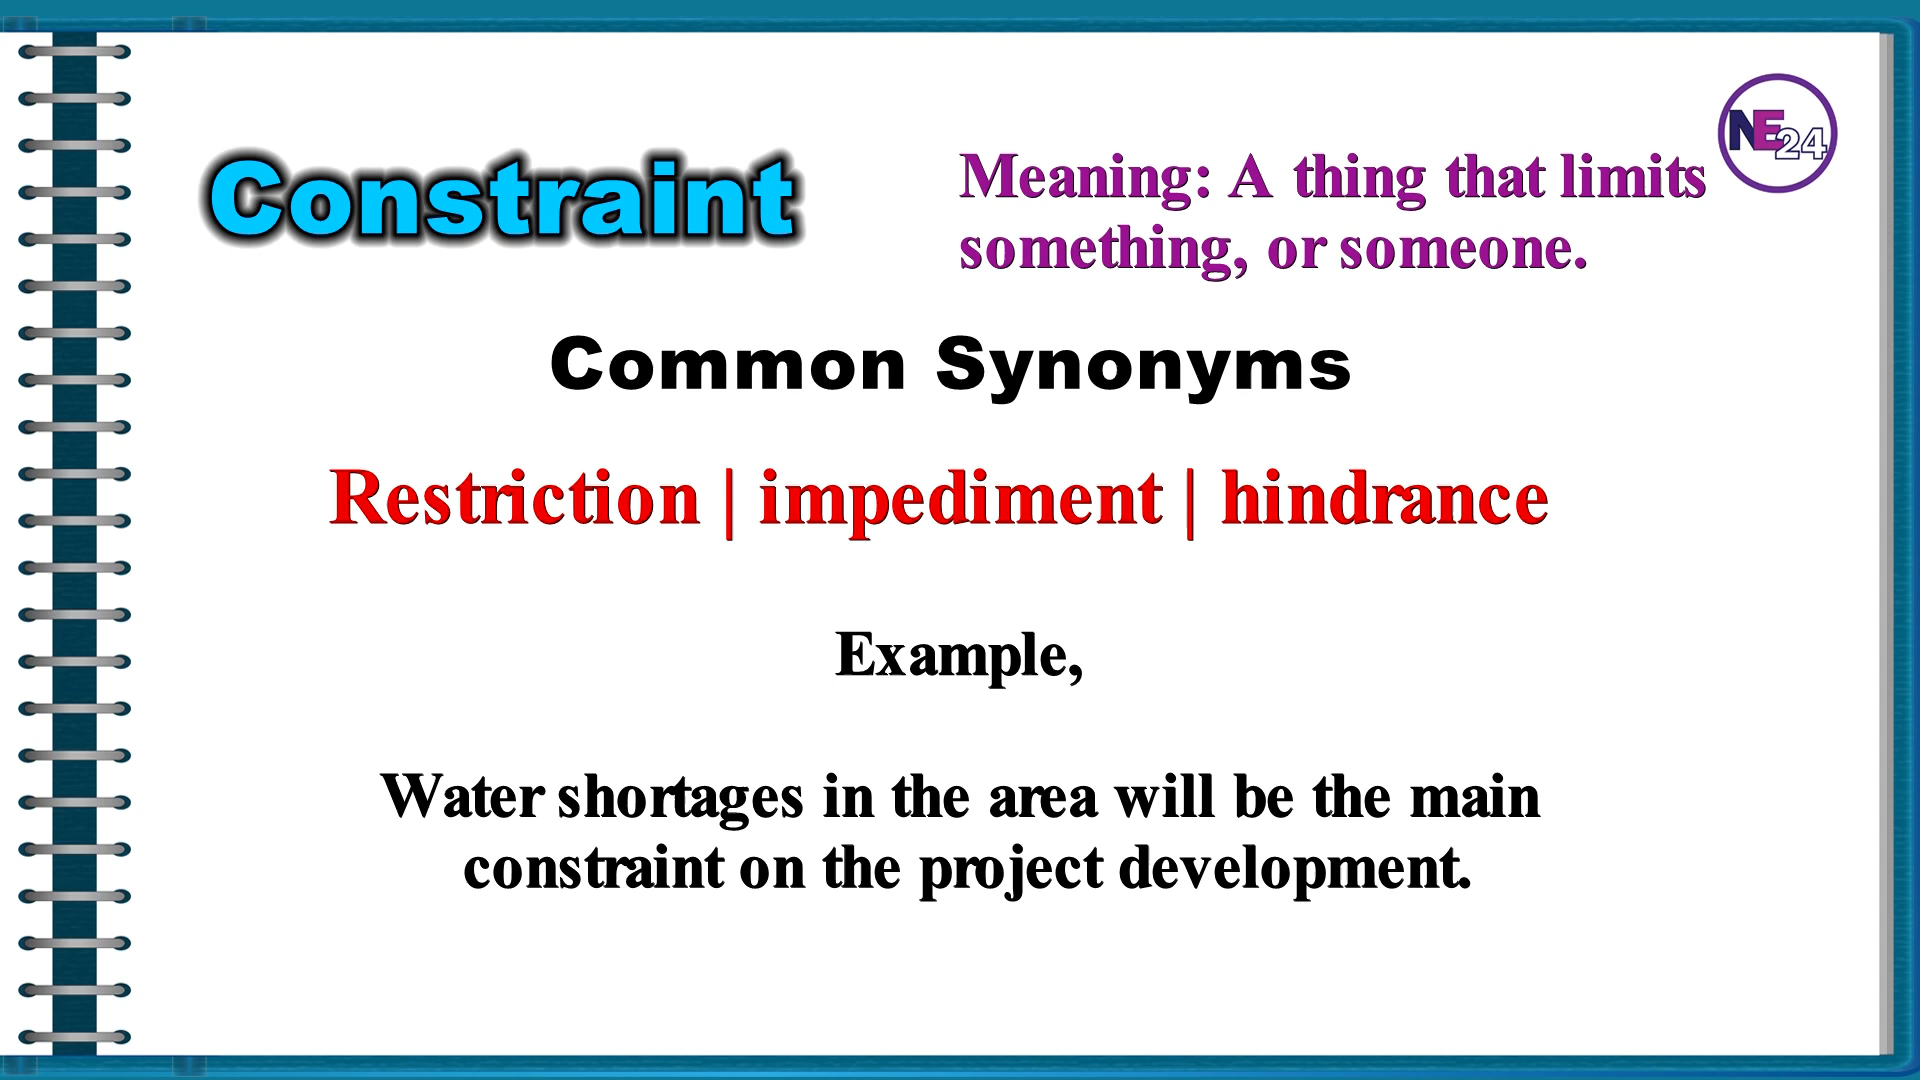 Constraint
Meaning: A thing that limits
something, or someone.
NE24
Common Synonyms
Restriction | impediment | hindrance
Example,
Water shortages in the area will be the main
constraint on the project development.